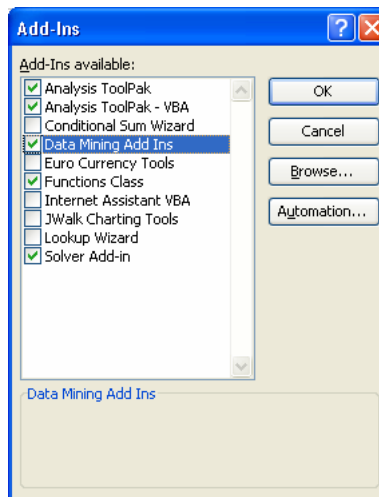 Add-Ins
Add-Ins available:
Analysis ToolPak
Analysis ToolPak - VBA
Conditional Sum Wizard
Data Mining Add Ins
Euro Currency Tools
Functions Class
Internet Assistant VBA
JWalk Charting Tools
Lookup Wizard
Solver Add-in
OK
Cancel
Browse...
Automation...
Data Mining Add Ins